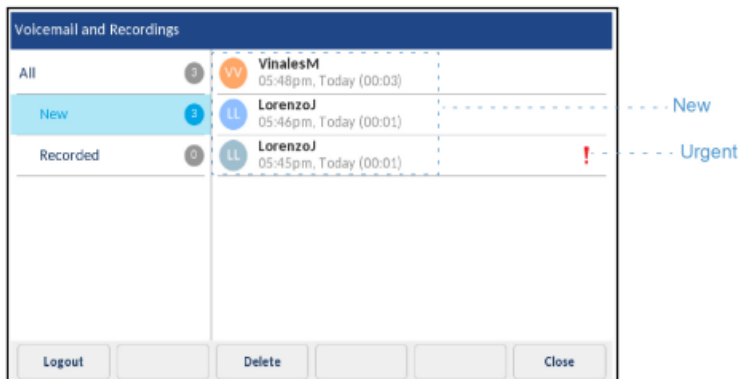 Voicemail and Recordings
All 3
New 3
Recorded 0
VV VinalesM
05:48pm, Today (00:03)
LL LorenzoJ
05:46pm, Today (00:01)
LL LorenzoJ
05:45pm, Today (00:01) !
New
Urgent
Logout Delete Close